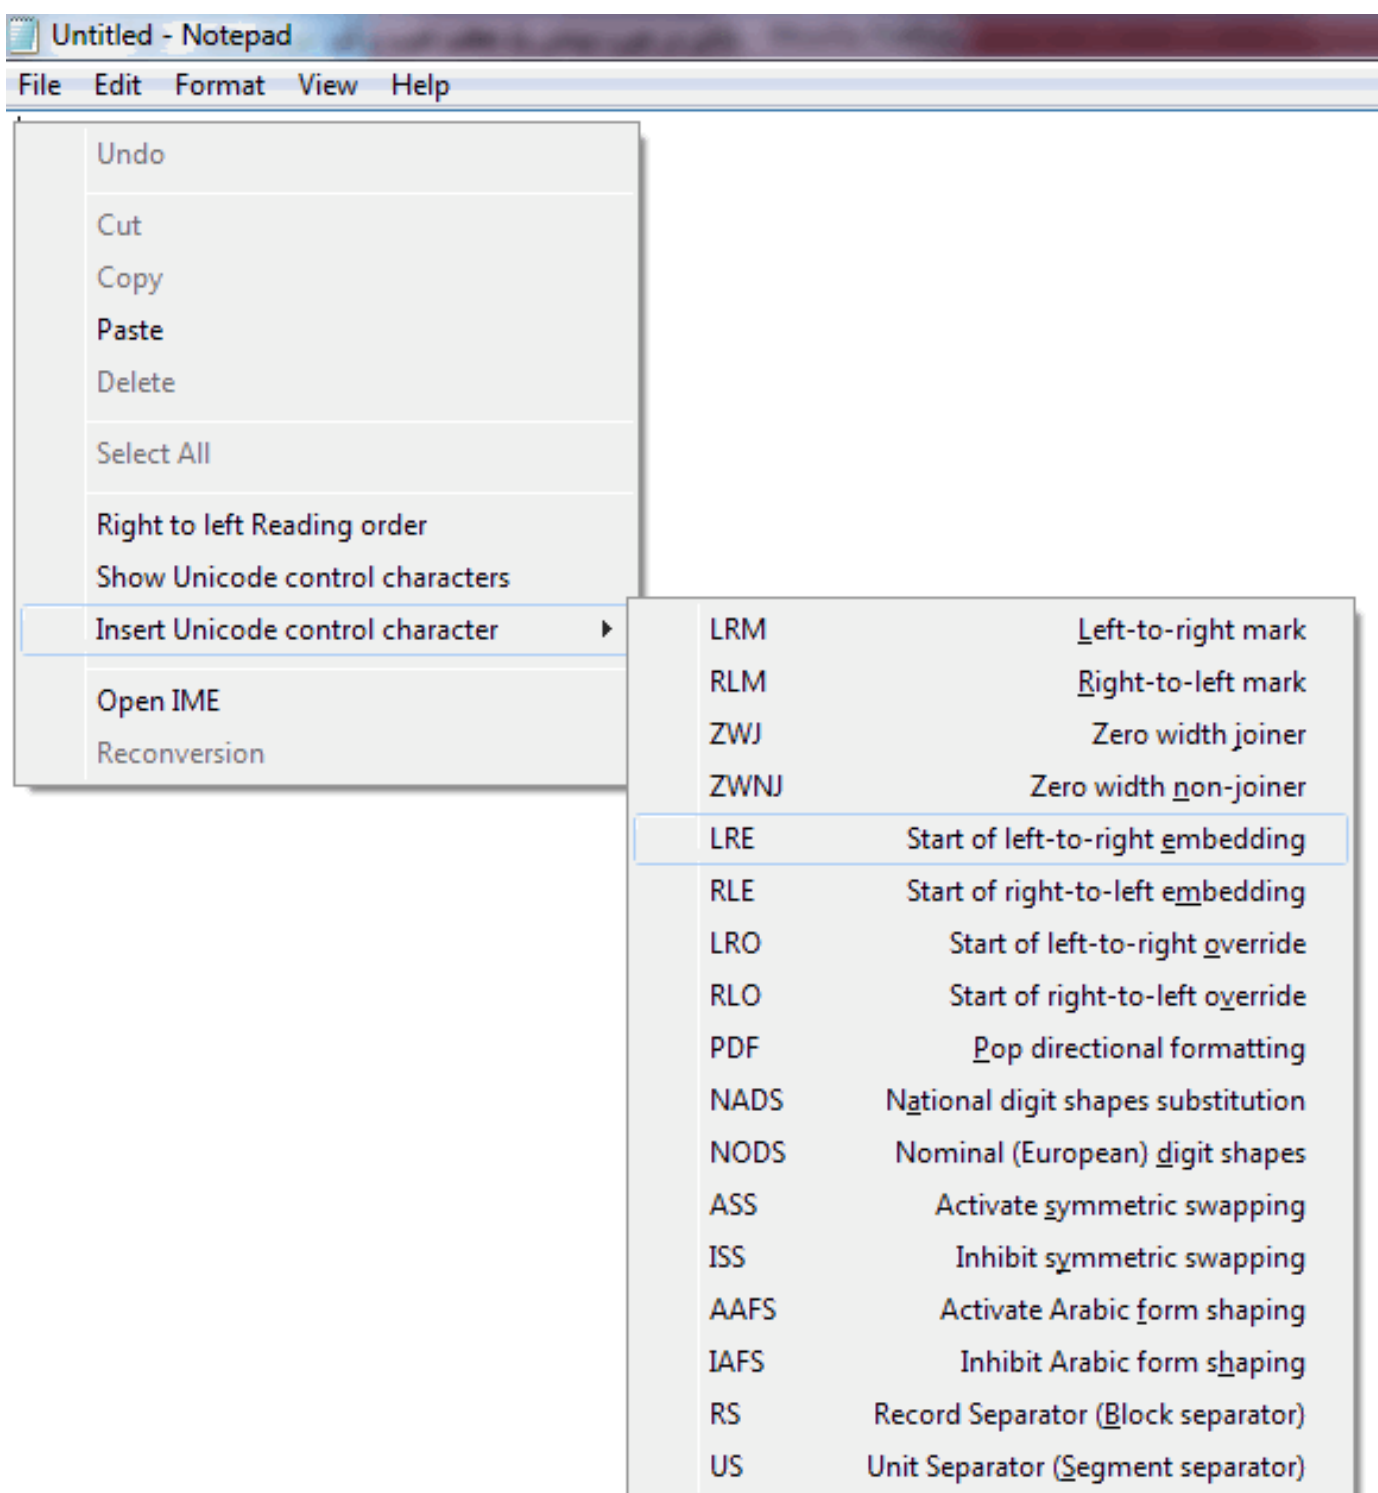 Untitled - Notepad
File Edit Format View Help
Undo
Cut
Copy
Paste
Delete
Select All
Right to left Reading order
Show Unicode control characters
Insert Unicode control character
Open IME
Reconversion
LRM Left-to-right mark
RLM Right-to-left mark
ZWJ Zero width joiner
ZWNJ Zero width non-joiner
LRE Start of left-to-right embedding
RLE Start of right-to-left embedding
LRO Start of left-to-right override
RLO Start of right-to-left override
PDF Pop directional formatting
NADS National digit shapes substitution
NODS Nominal (European) digit shapes
ASS Activate symmetric swapping
ISS Inhibit symmetric swapping
AAFS Activate Arabic form shaping
IAFS Inhibit Arabic form shaping
RS Record Separator (Block separator)
US Unit Separator (Segment separator)